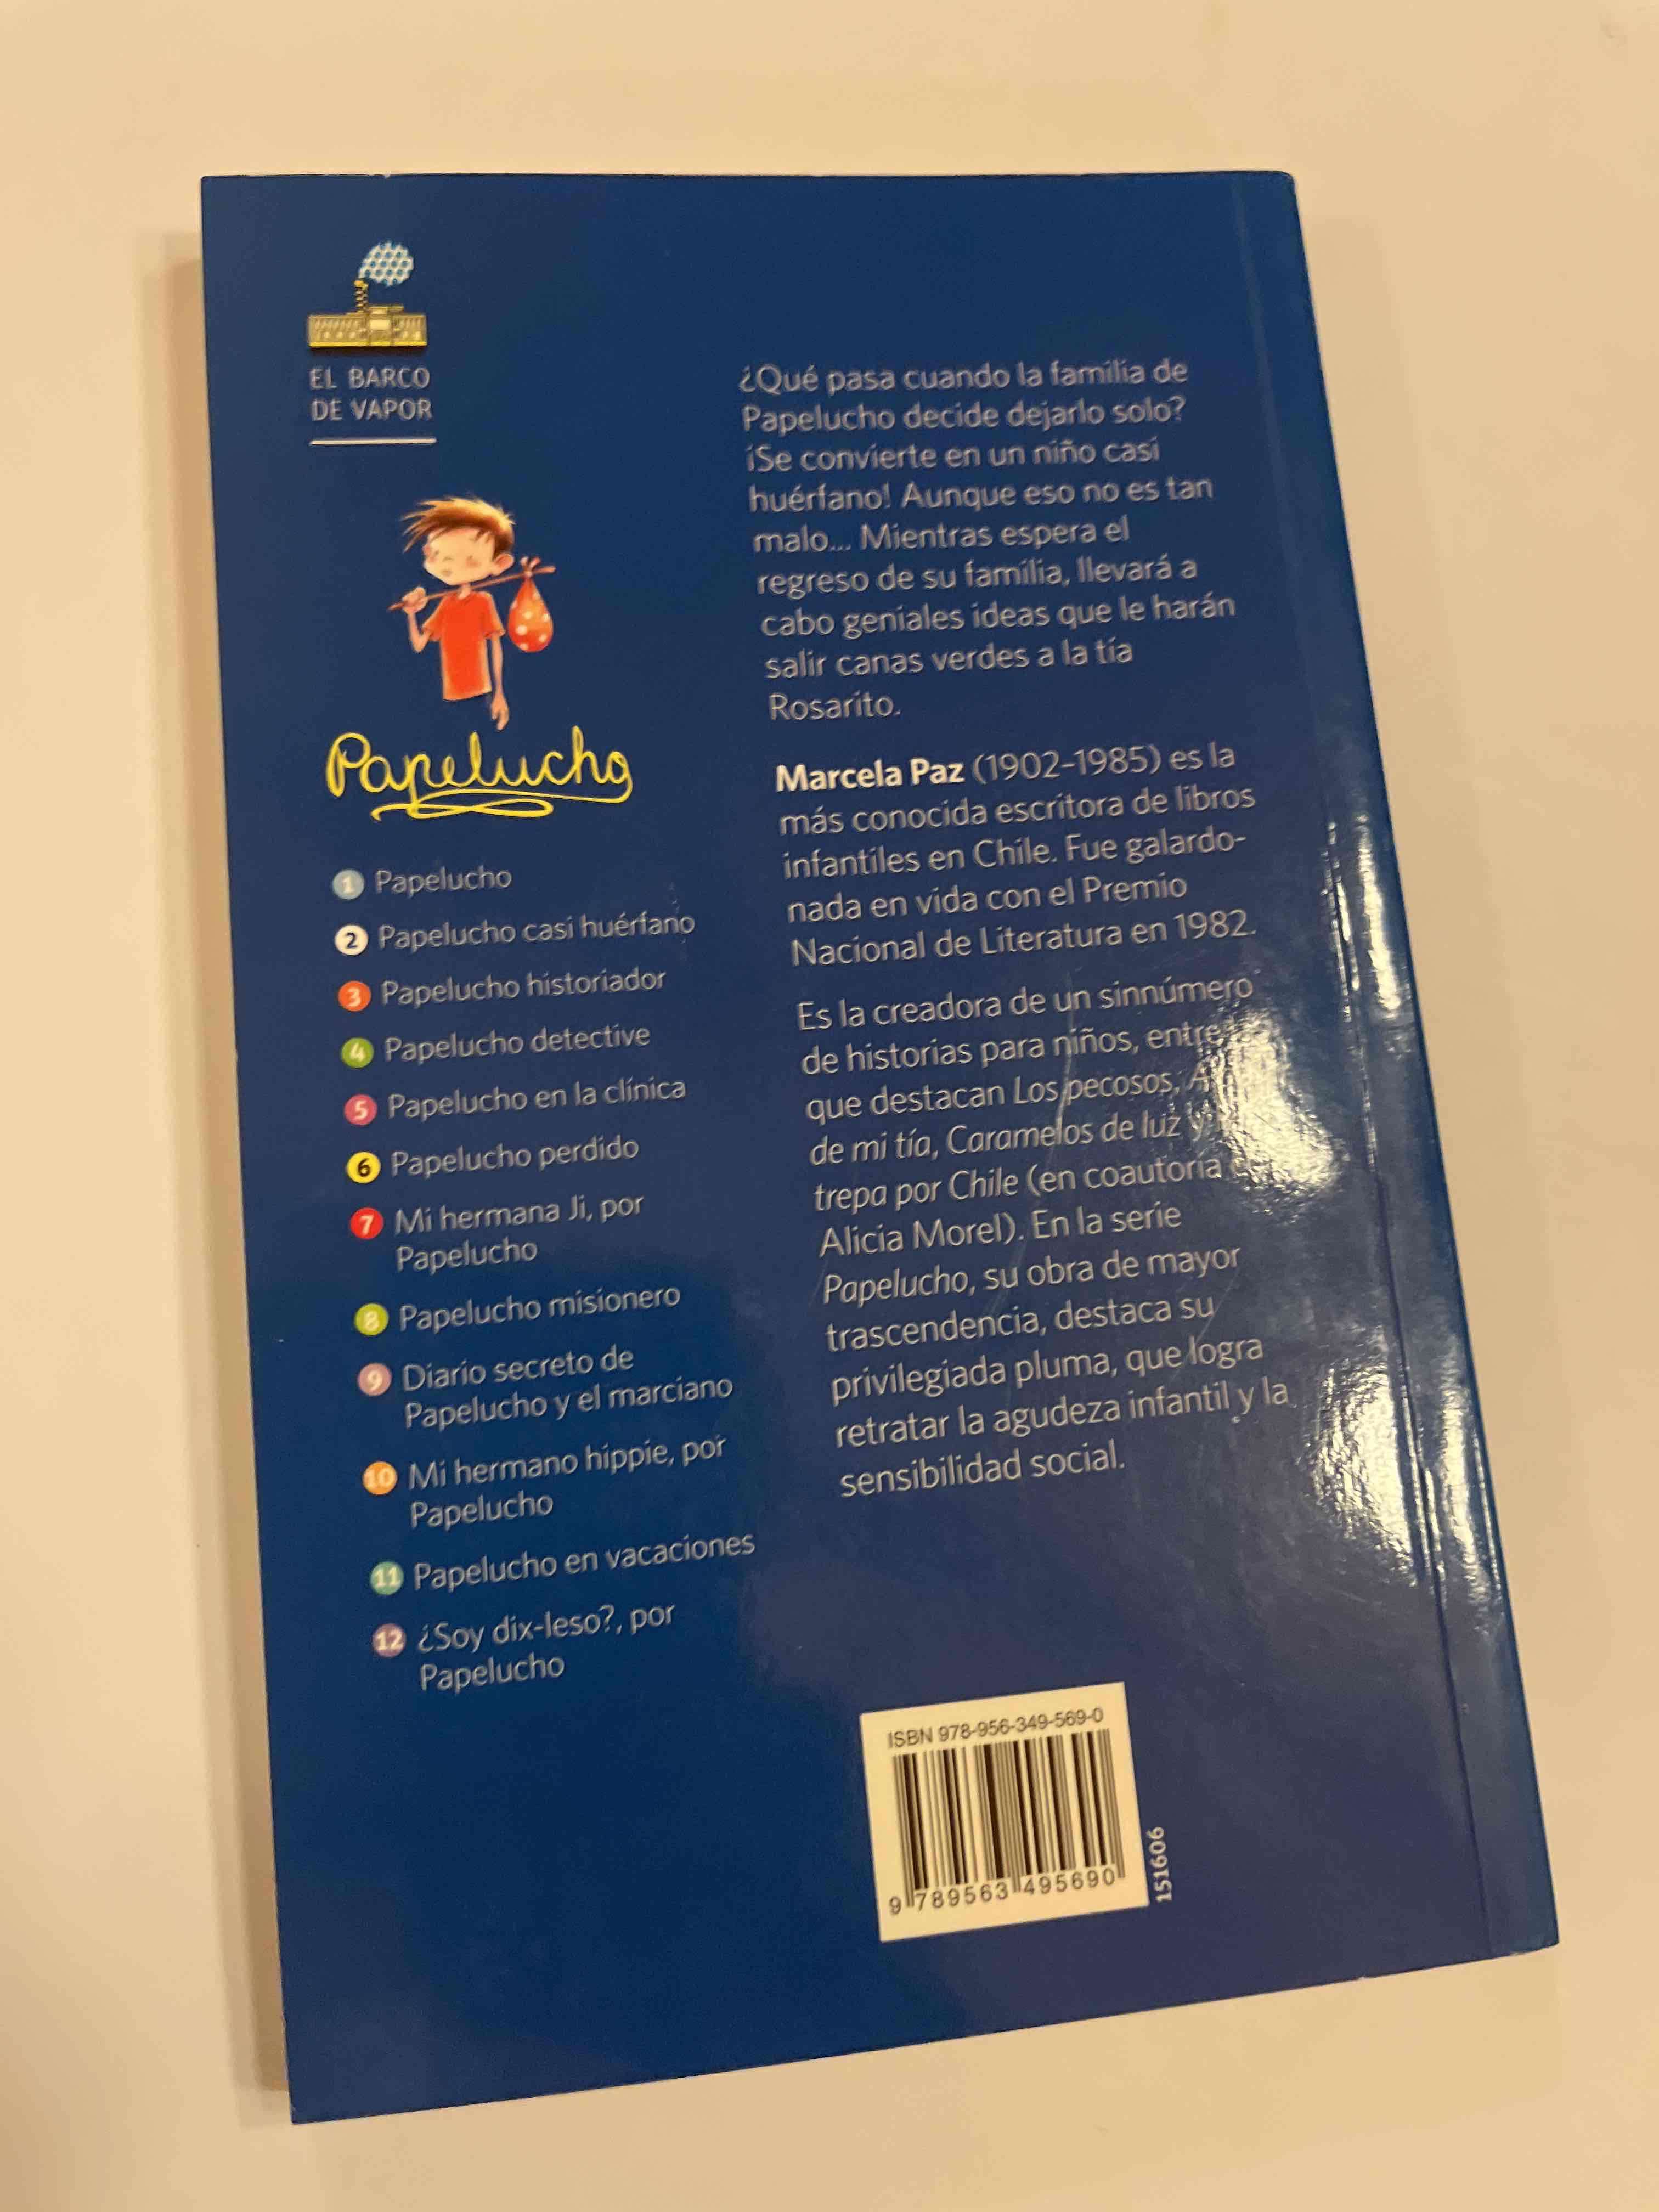 EL BARCO
DE VAPOR
Papelucho
1 Papelucho
2 Papelucho casi huérfano
3 Papelucho historiador
4 Papelucho detective
5 Papelucho en la clínica
6 Papelucho perdido
7 Mi hermana Ji, por
Papelucho
8 Papelucho misionero
9 Diario secreto de
Papelucho y el marciano
10 Mi hermano hippie, por
Papelucho
11 Papelucho en vacaciones
12 ¿Soy dix-leso?, por
Papelucho
¿Qué pasa cuando la familia de
Papelucho decide dejarlo solo?
¡Se convierte en un niño casi
huérfano! Aunque eso no es tan
malo... Mientras espera el
regreso de su familia, llevará a
cabo geniales ideas que le harán
salir canas verdes a la tía
Rosarito.
Marcela Paz (1902-1985) es la
más conocida escritora de libros
infantiles en Chile. Fue galardo-
nada en vida con el Premio
Nacional de Literatura en 1982.
Es la creadora de un sinnúmero
de historias para niños, entre
que destacan Los pecosos,
de mi tía, Caramelos de luz y
trepa por Chile (en coautoría
Alicia Morel). En la serie
Papelucho, su obra de mayor
trascendencia, destaca su
privilegiada pluma, que logra
retratar la agudeza infantil y la
sensibilidad social.
ISBN 978-956-349-569-0
9 789563 495690
151606